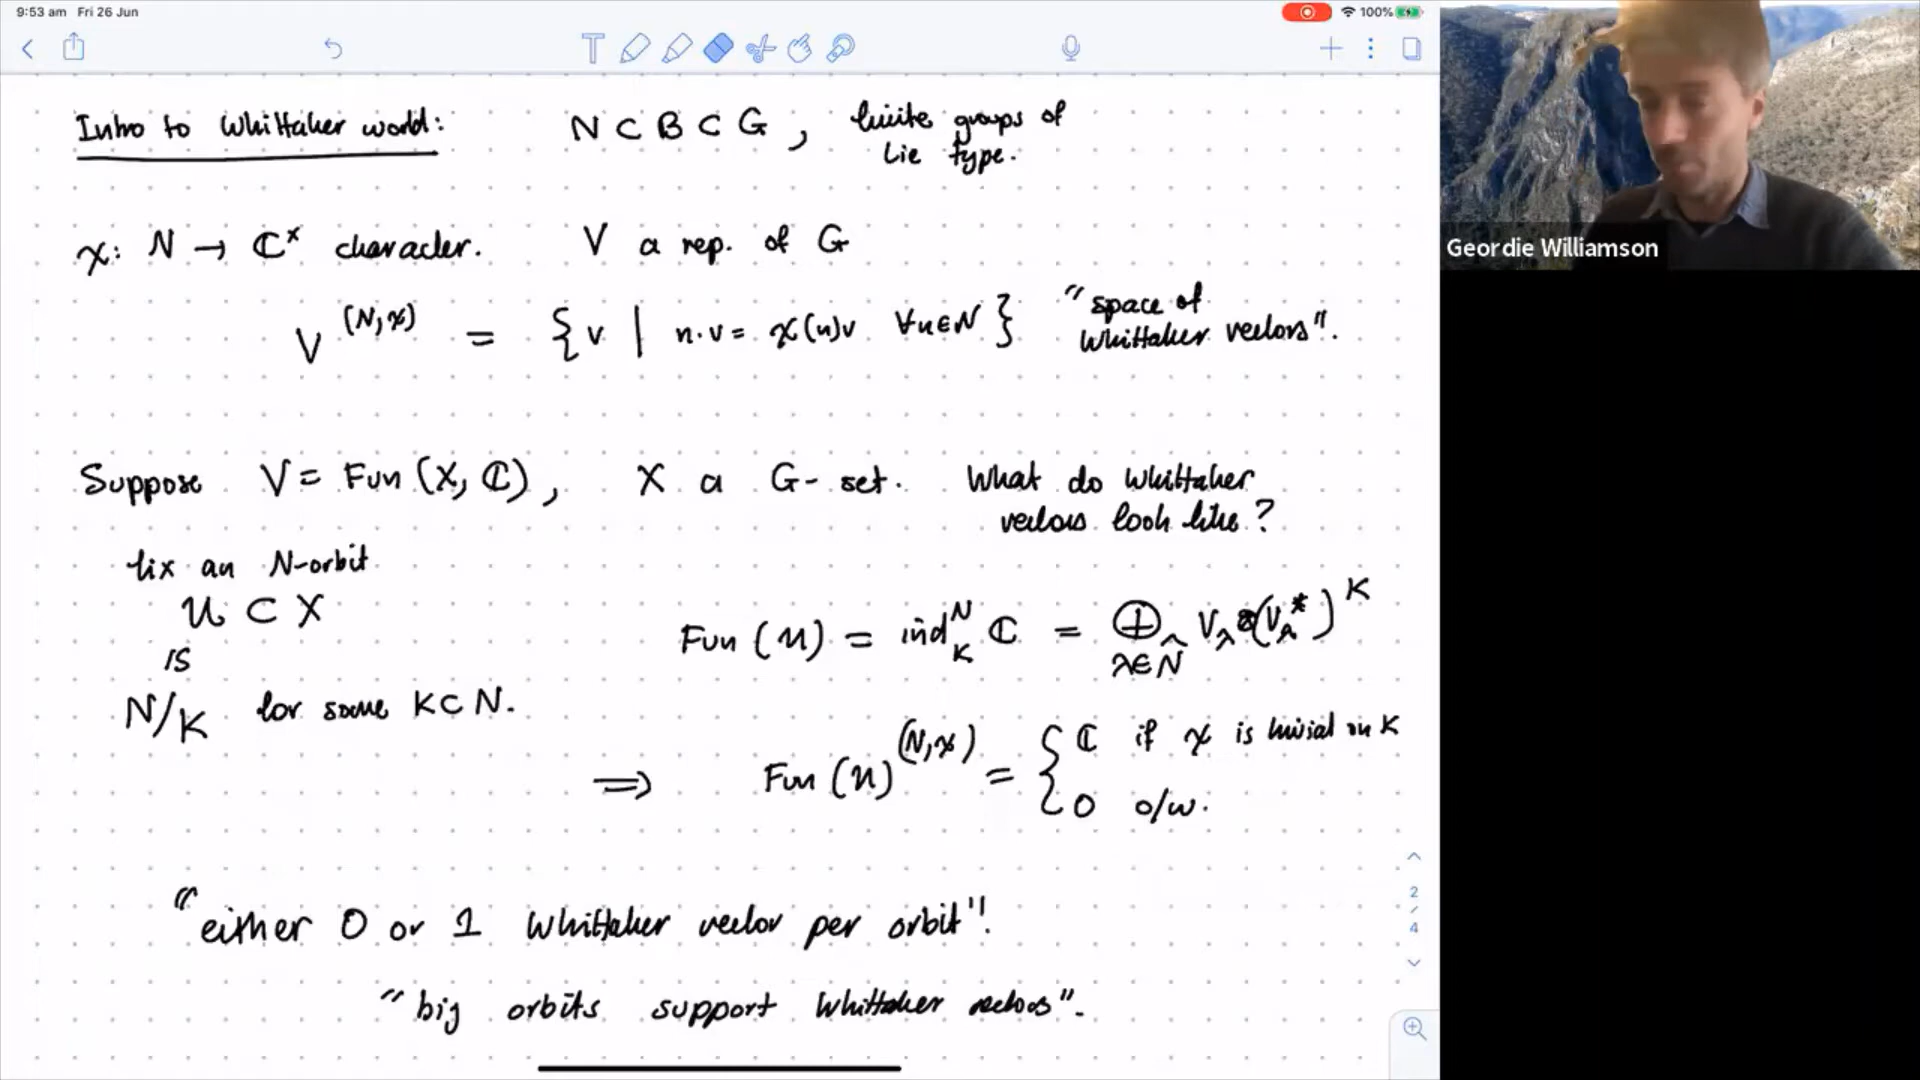 9:53 am Fri 26 Jun
100%
Intro to Whittaker world: N ⊂ B ⊂ G, finite groups of
Lie type.
χ: N → ℂ^× character. V a rep. of G
V^(N,χ) = { v | n·v = χ(n)v ∀n∈N } "space of
Whittaker vectors".
Suppose V = Fun(X, ℂ), X a G-set. What do Whittaker
vectors look like?
fix an N-orbit
U ⊂ X
IS
N/K for some K⊂N.
Fun(U) = ind_K^N ℂ = ⊕_{λ∈N̂} V_λ ⊗ (V_λ^*)^K
⟹ Fun(U)^(N,χ) = { ℂ if χ is trivial on K
0 o/w.
"either 0 or 1 Whittaker vector per orbit"!
"big orbits support Whittaker vectors".
2
/
4
Geordie Williamson